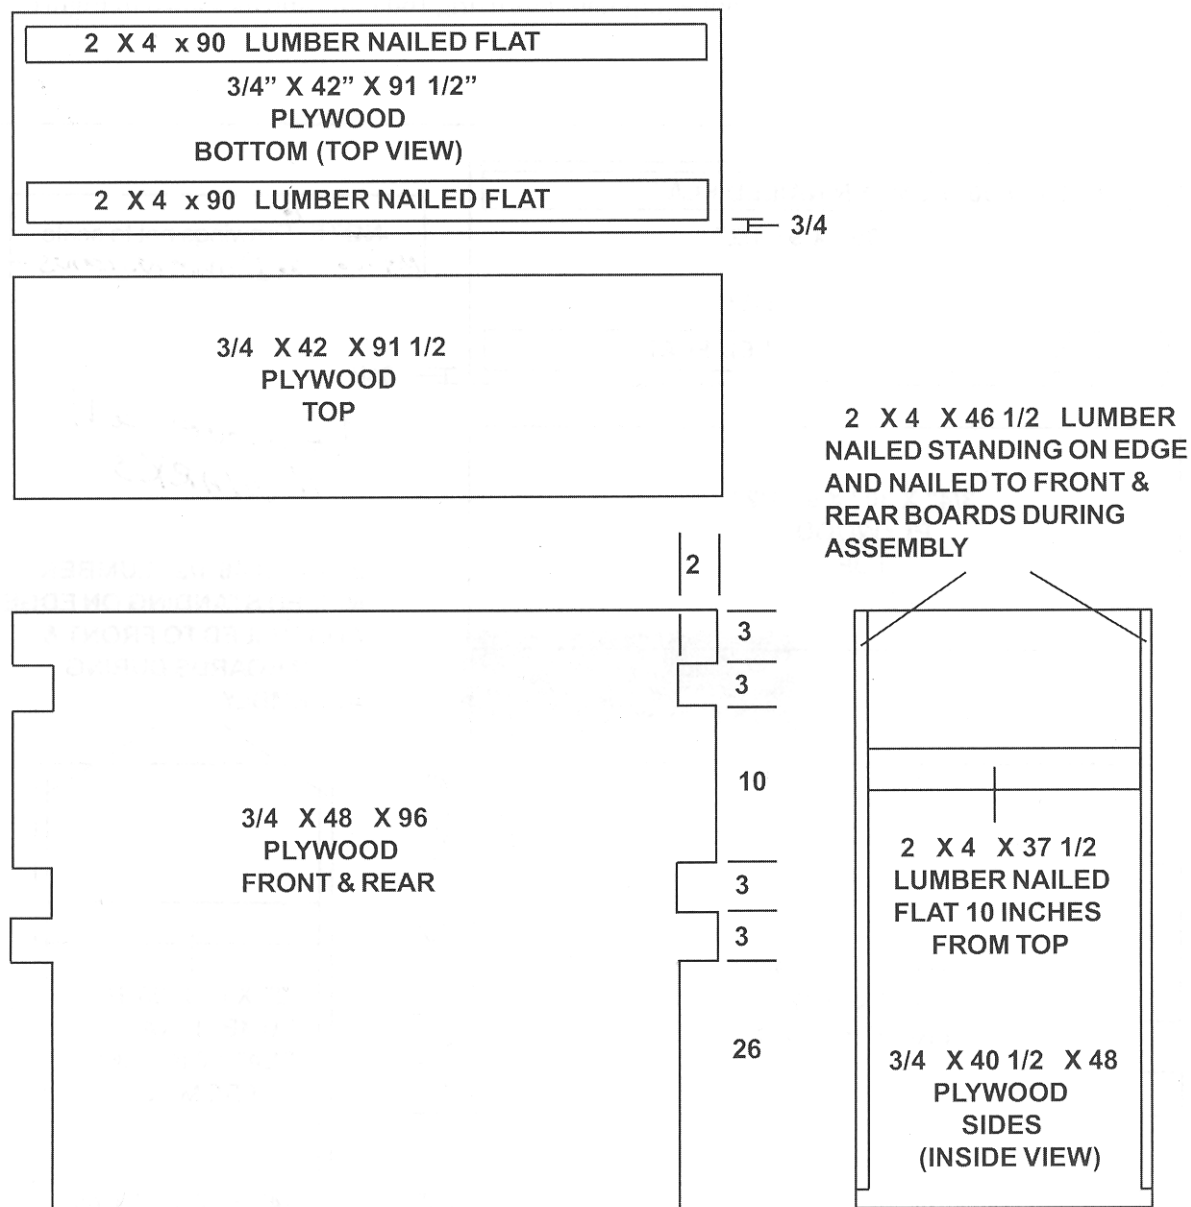 2 X 4 x 90 LUMBER NAILED FLAT
3/4” X 42” X 91 1/2”
PLYWOOD
BOTTOM (TOP VIEW)
2 X 4 x 90 LUMBER NAILED FLAT
3/4
3/4 X 42 X 91 1/2
PLYWOOD
TOP
2 X 4 X 46 1/2 LUMBER
NAILED STANDING ON EDGE
AND NAILED TO FRONT &
REAR BOARDS DURING
ASSEMBLY
2
3
3
10
3
3
26
3/4 X 48 X 96
PLYWOOD
FRONT & REAR
2 X 4 X 37 1/2
LUMBER NAILED
FLAT 10 INCHES
FROM TOP
3/4 X 40 1/2 X 48
PLYWOOD
SIDES
(INSIDE VIEW)